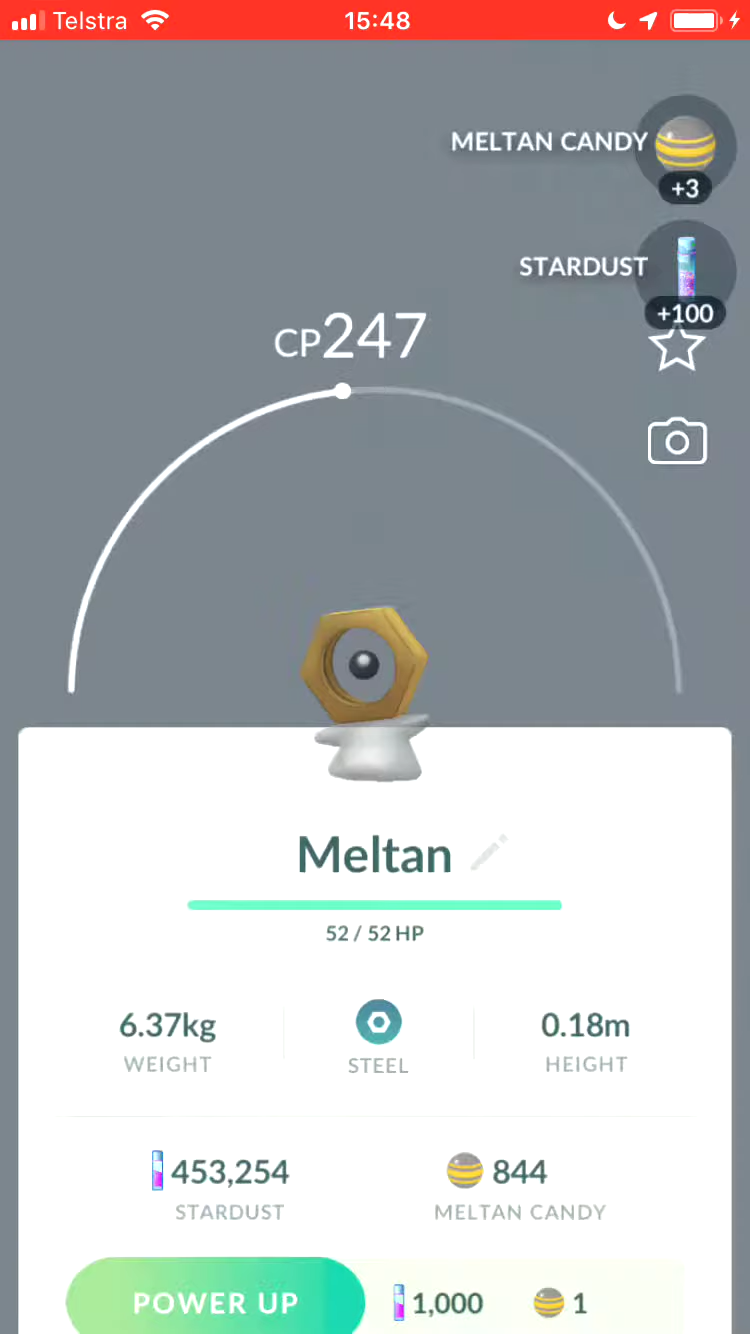 Telstra 15:48
MELTAN CANDY
+3
STARDUST
+100
CP247
Meltan
52 / 52 HP
6.37kg
WEIGHT
STEEL
0.18m
HEIGHT
453,254
STARDUST
844
MELTAN CANDY
POWER UP 1,000 1